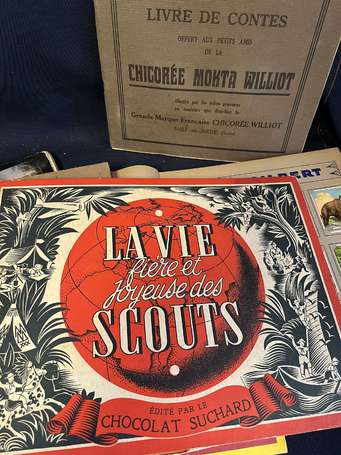 LIVRE DE CONTES
OFFERT AUX PETITS AMIS
DE LA
CHICORÉE MOKTA WILLIOT
Grande Marque Française CHICORÉE WILLIOT
LA VIE
fière et
joyeuse des
SCOUTS
ÉDITÉ PAR LE
CHOCOLAT SUCHARD